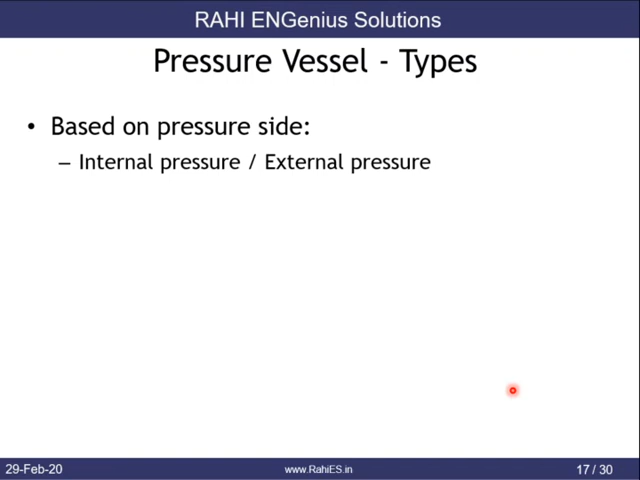 RAHI ENGenius Solutions
Pressure Vessel - Types
• Based on pressure side:
– Internal pressure / External pressure
29-Feb-20
www.RahiES.in
17 / 30